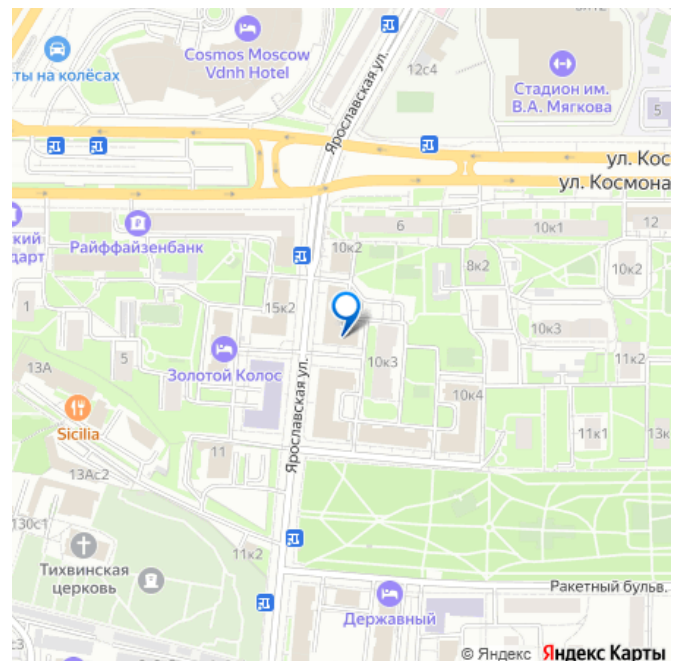 Cosmos Moscow
Vdnh Hotel
12с4
ты на колёсах
Стадион им.
В.А. Мягкова
5
Ярославская ул.
ул. Кос
ул. Космона
кий
дарт
Райффайзенбанк
6
10к1
12
10к2
8к2
10к2
1
15к2
10к3
13А
5
10к3
11к2
Золотой Колос
Ярославская ул.
10к4
Sicilia
11к1
13к
11
13Ас2
130с1
11к2
Тихвинская
церковь
Ракетный бульв.
Державный
© Яндекс Яндекс Карты